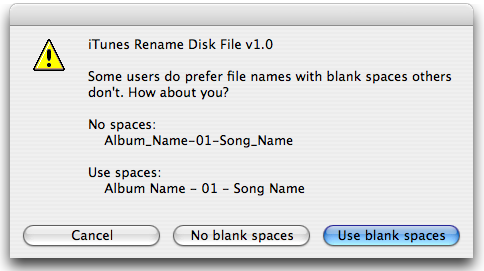 iTunes Rename Disk File v1.0
Some users do prefer file names with blank spaces others
don't. How about you?
No spaces:
Album_Name-01-Song_Name
Use spaces:
Album Name - 01 - Song Name
Cancel
No blank spaces
Use blank spaces